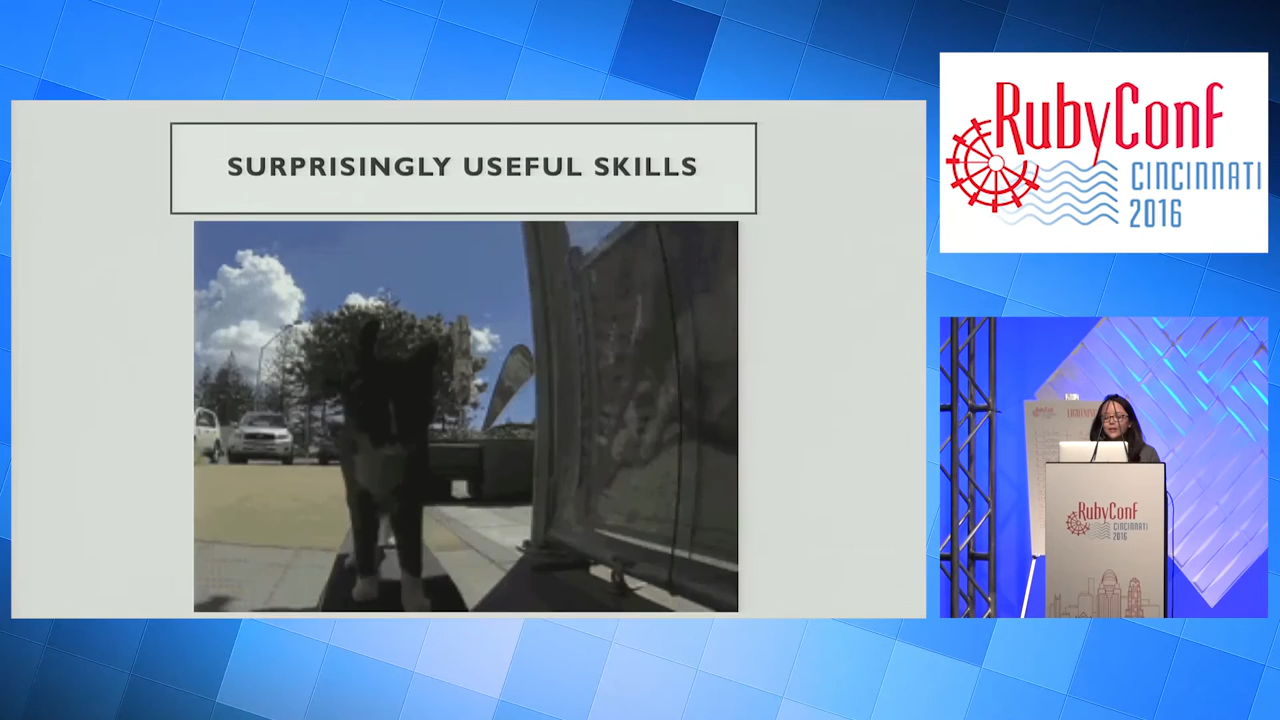 SURPRISINGLY USEFUL SKILLS
RubyConf
CINCINNATI
2016
RubyConf
CINCINNATI
2016